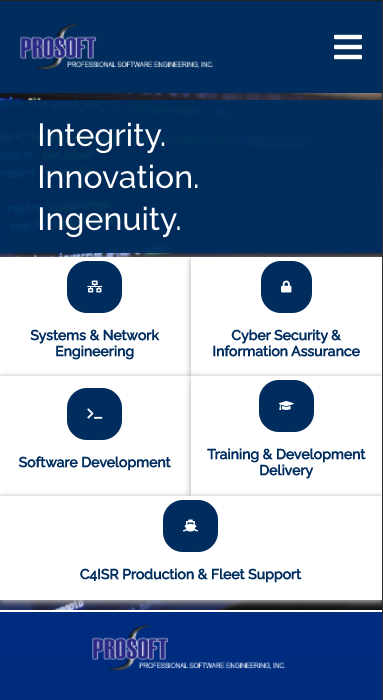 PROSOFT
PROFESSIONAL SOFTWARE ENGINEERING, INC.
Integrity.
Innovation.
Ingenuity.
Systems & Network
Engineering
Cyber Security &
Information Assurance
Software Development
Training & Development
Delivery
C4ISR Production & Fleet Support
PROSOFT
PROFESSIONAL SOFTWARE ENGINEERING, INC.